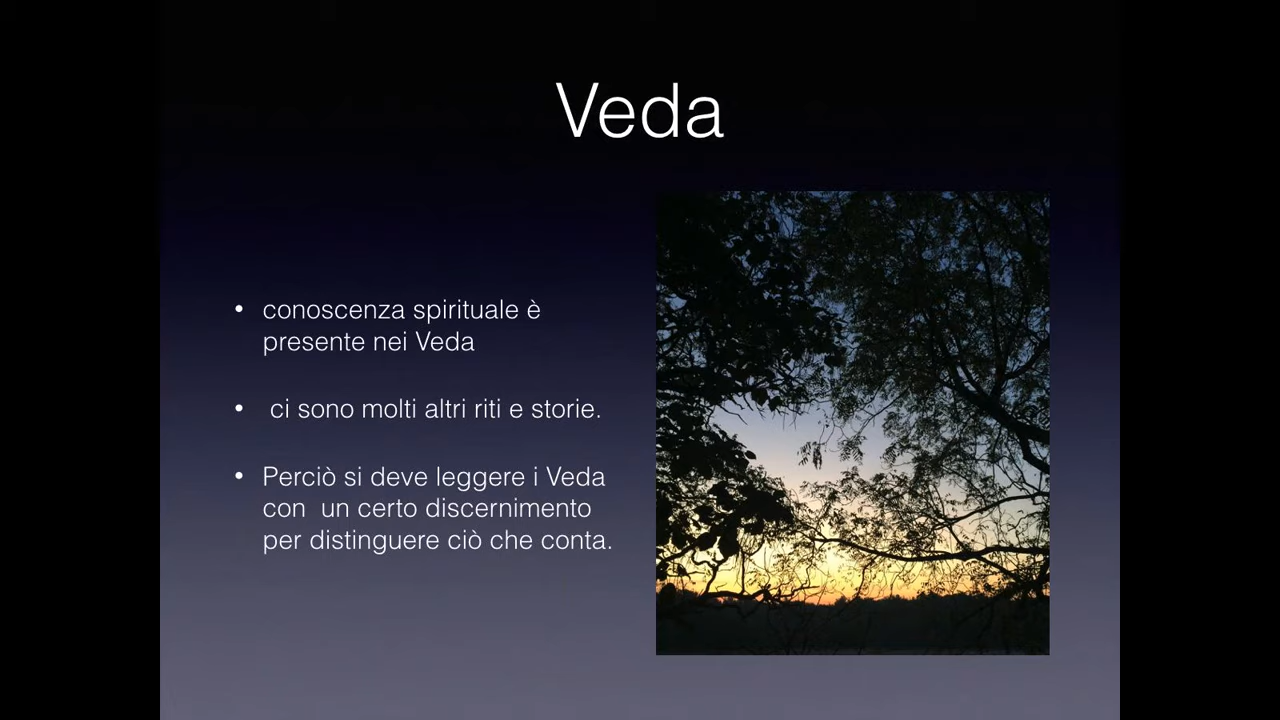 Veda
• conoscenza spirituale è
presente nei Veda
• ci sono molti altri riti e storie.
• Perciò si deve leggere i Veda
con  un certo discernimento
per distinguere ciò che conta.